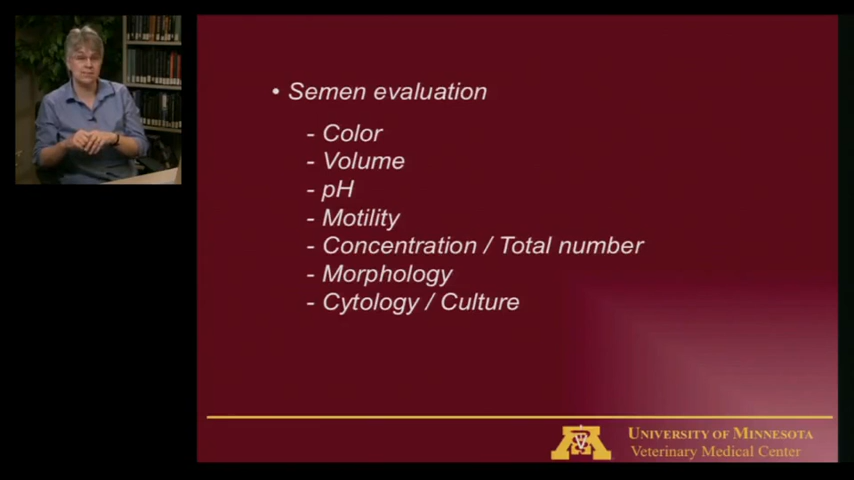 • Semen evaluation
- Color
- Volume
- pH
- Motility
- Concentration / Total number
- Morphology
- Cytology / Culture
UNIVERSITY OF MINNESOTA
Veterinary Medical Center